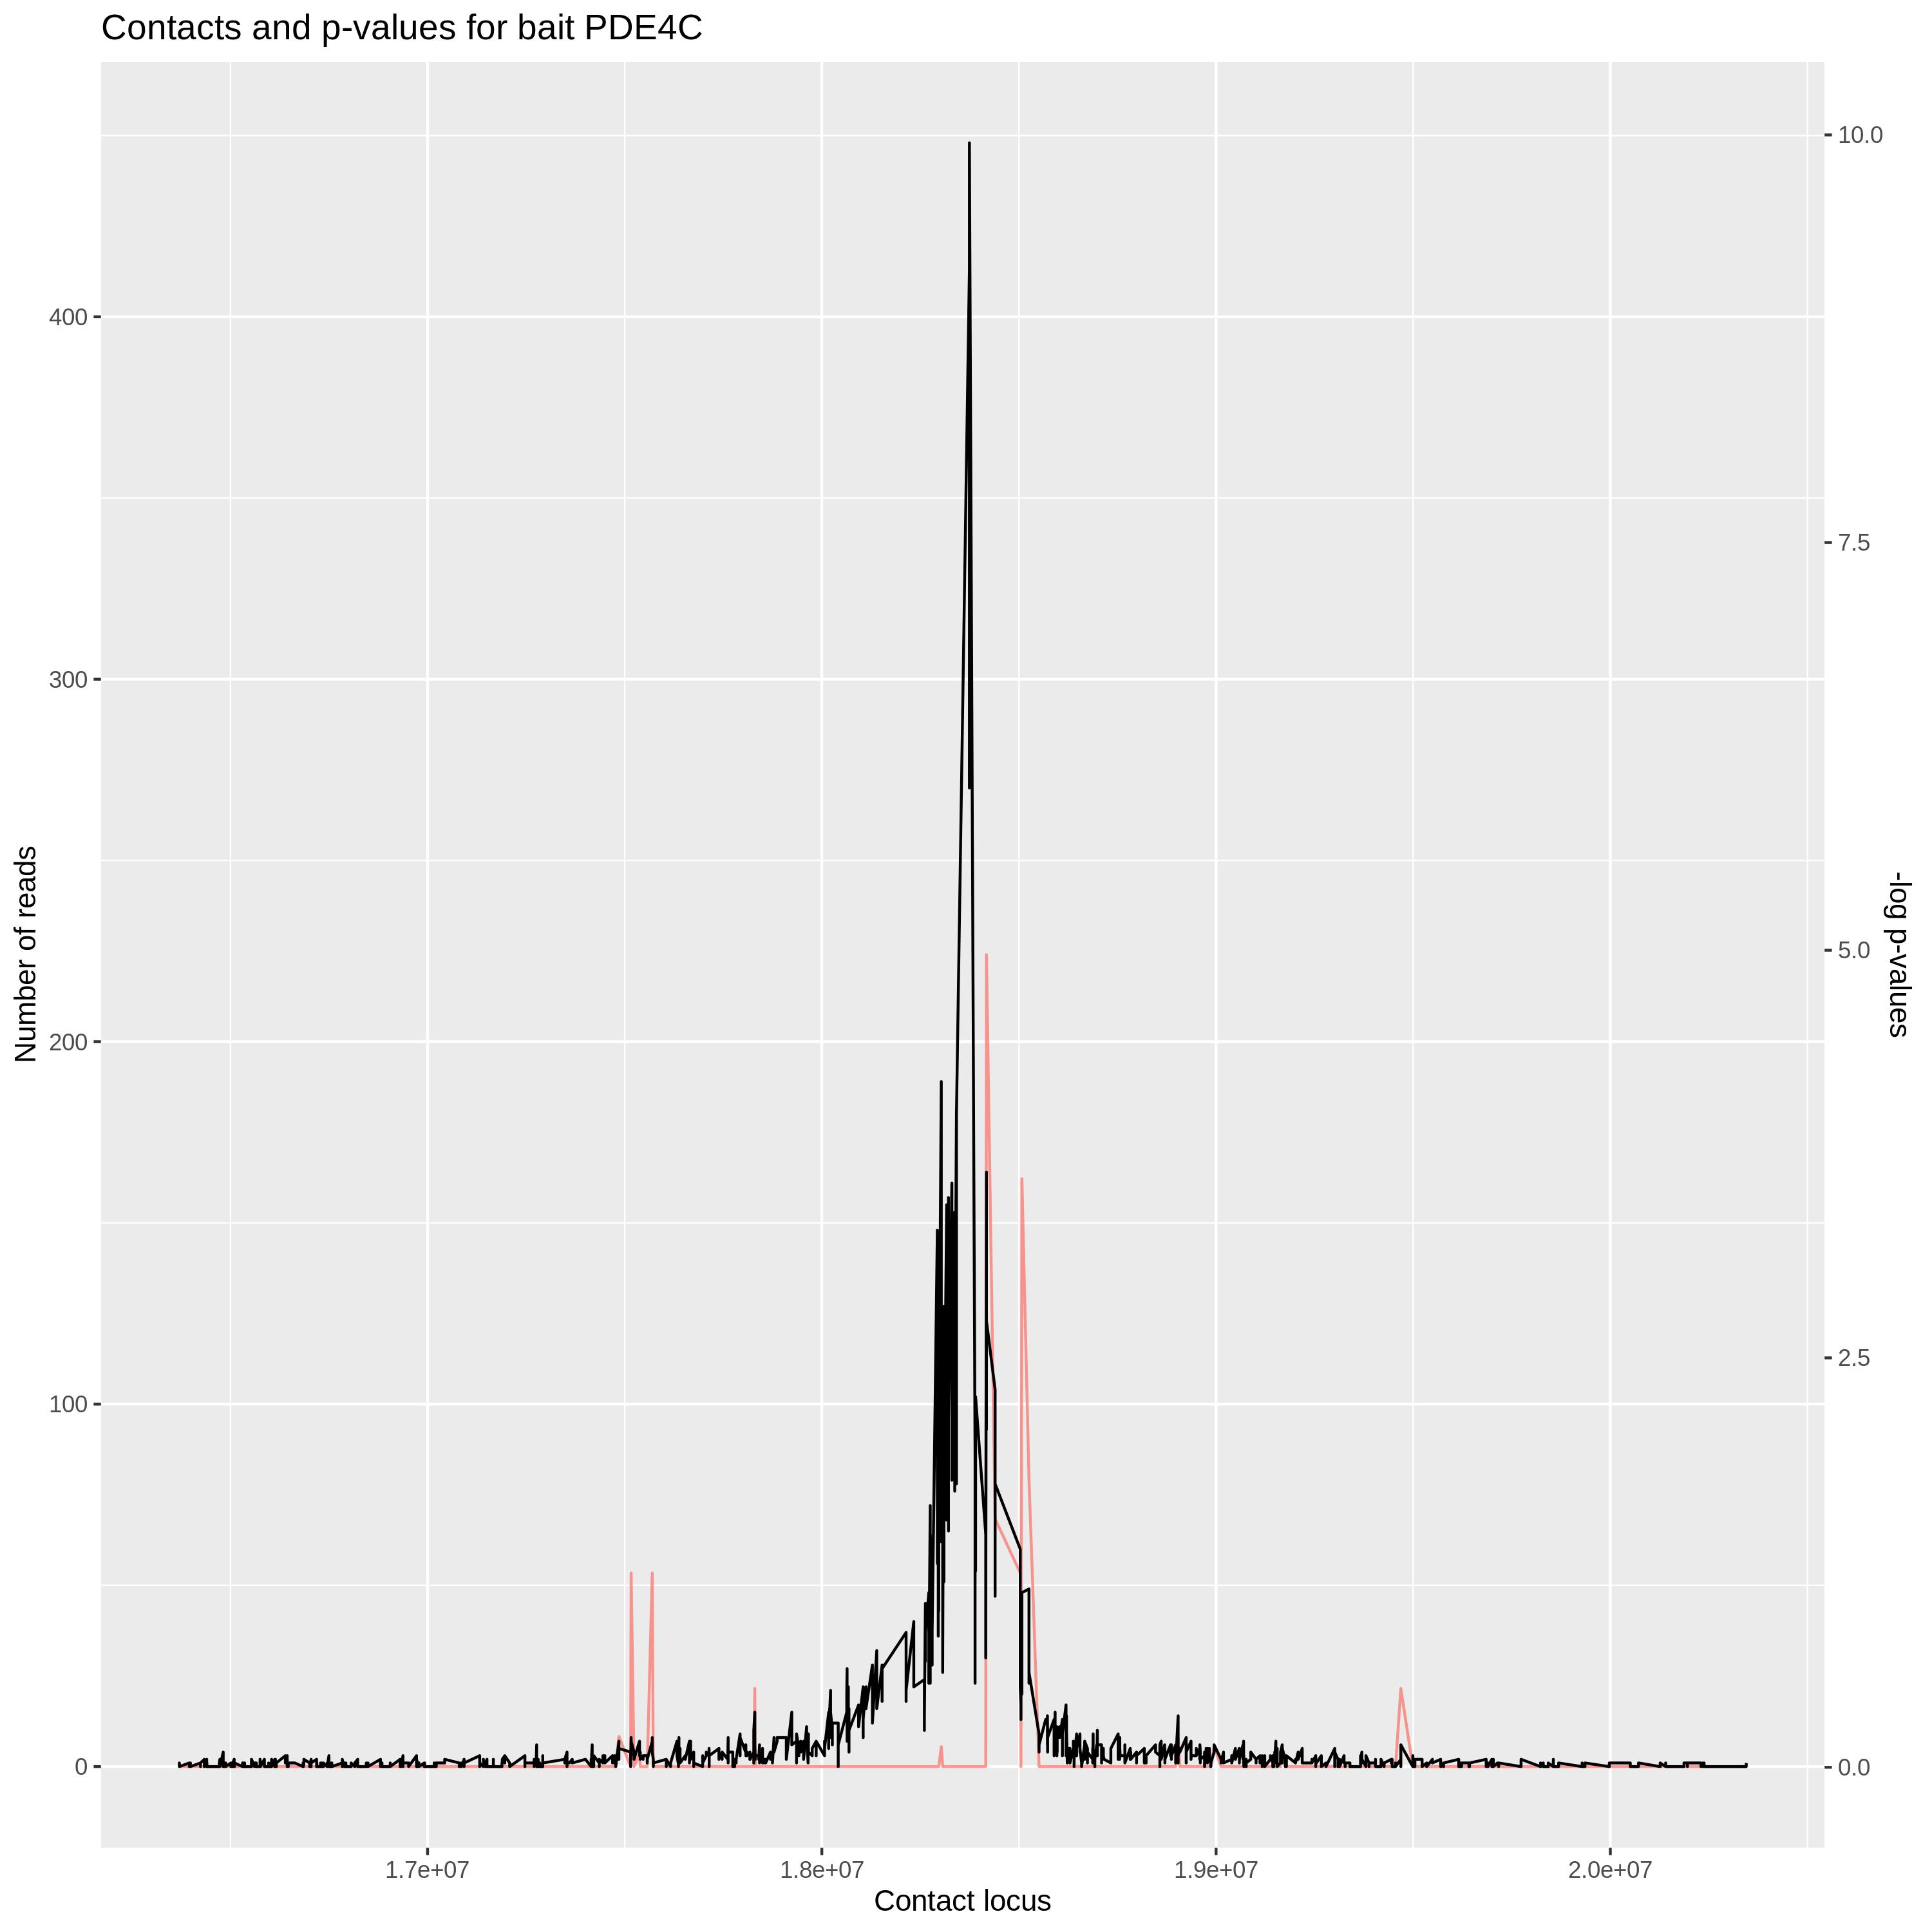 Contacts and p-values for bait PDE4C
Number of reads
400
300
200
100
0
10.0
7.5
5.0
2.5
0.0
-log p-values
1.7e+07
1.8e+07
1.9e+07
2.0e+07
Contact locus